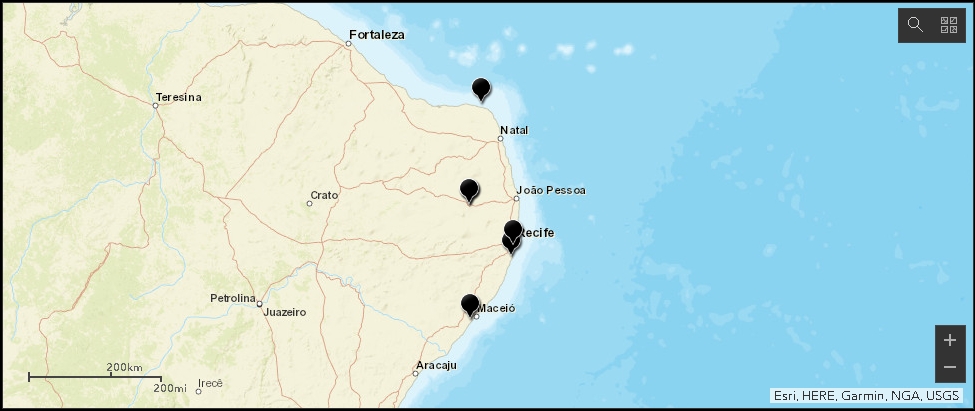 Fortaleza
Teresina
Natal
João Pessoa
Crato
Recife
Petrolina
Juazeiro
Maceió
Aracaju
200km
200mi
Irecê
Esri, HERE, Garmin, NGA, USGS